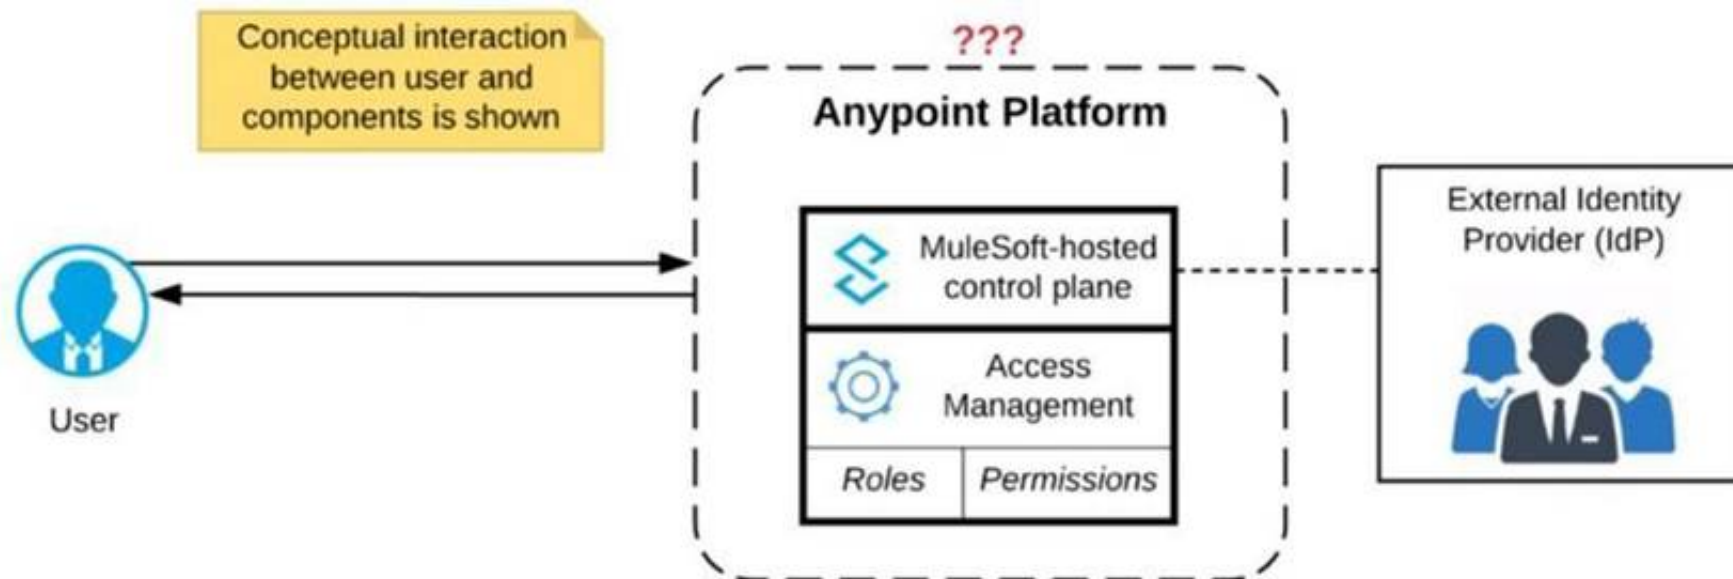 Conceptual interaction
between user and
components is shown
???
Anypoint Platform
MuleSoft-hosted
control plane
Access
Management
Roles
Permissions
User
External Identity
Provider (IdP)